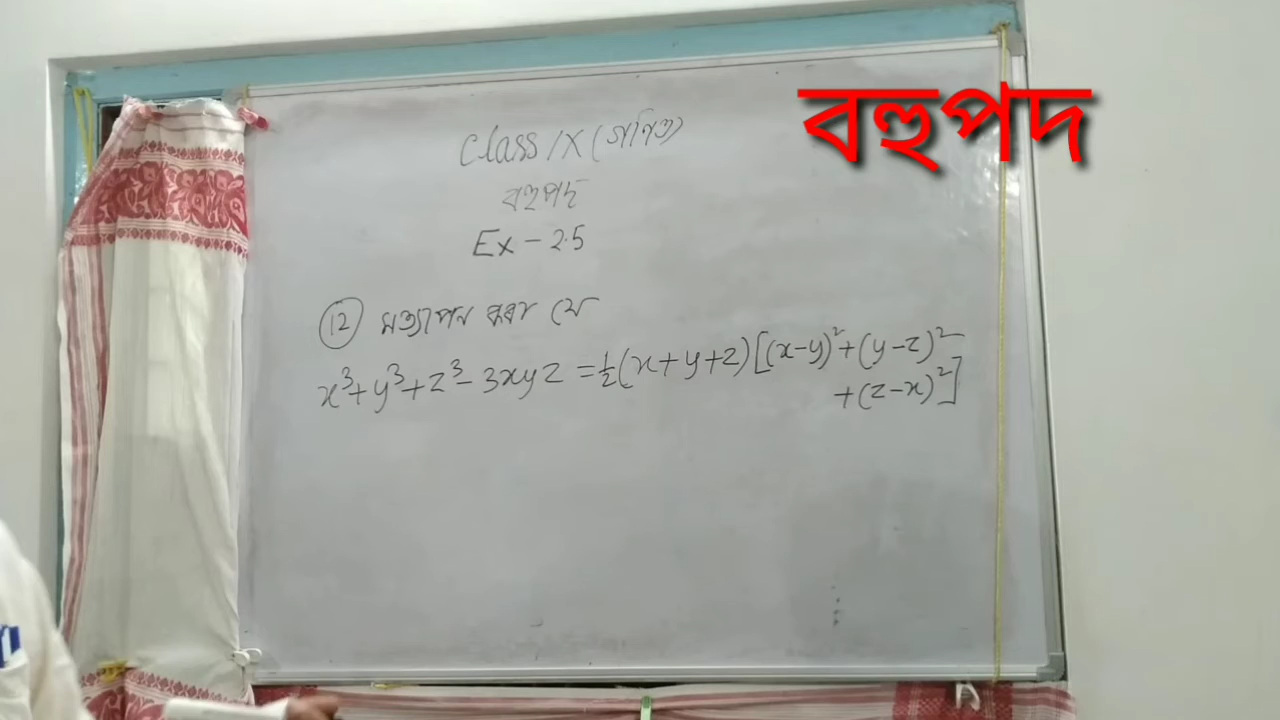 বহুপদ
Class IX (গণিত)
বহুপদ
Ex - 2.5
(12) সত্যাপন কৰা যে
x³+y³+z³-3xyz = ½(x+y+z)[(x-y)²+(y-z)²
+(z-x)²]